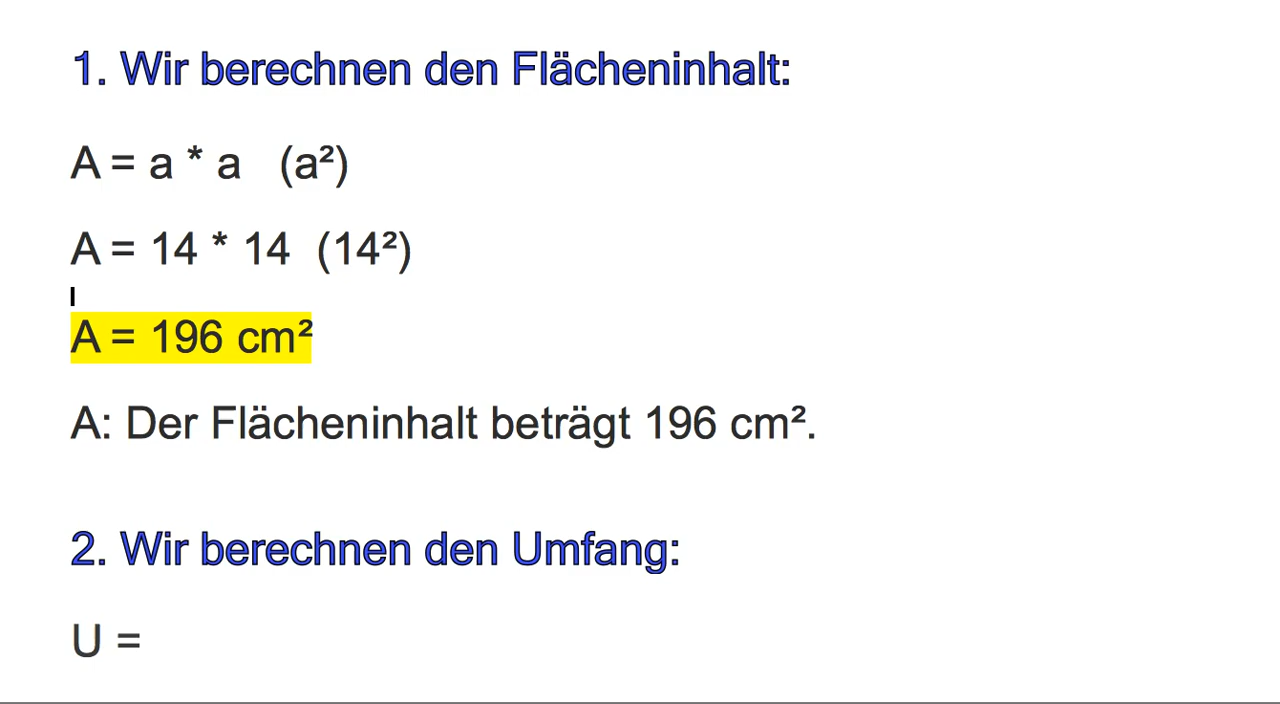 1. Wir berechnen den Flächeninhalt:
A = a * a (a²)
A = 14 * 14 (14²)
A = 196 cm²
A: Der Flächeninhalt beträgt 196 cm².
2. Wir berechnen den Umfang:
U =